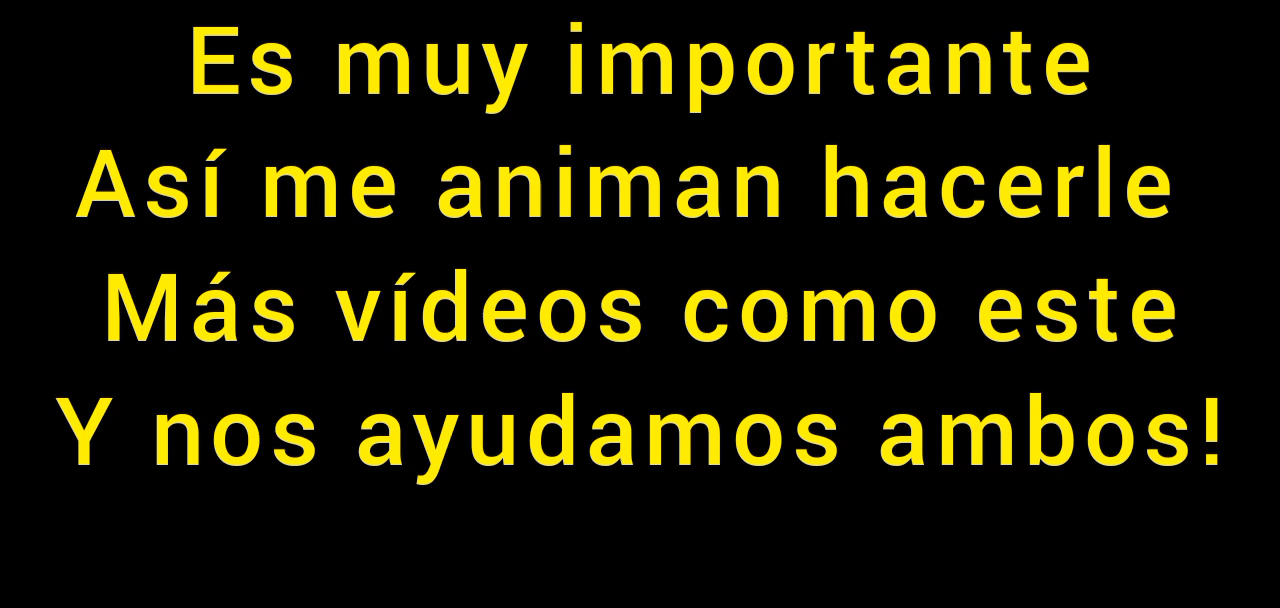 Es muy importante
Así me animan hacerle
Más vídeos como este
Y nos ayudamos ambos!